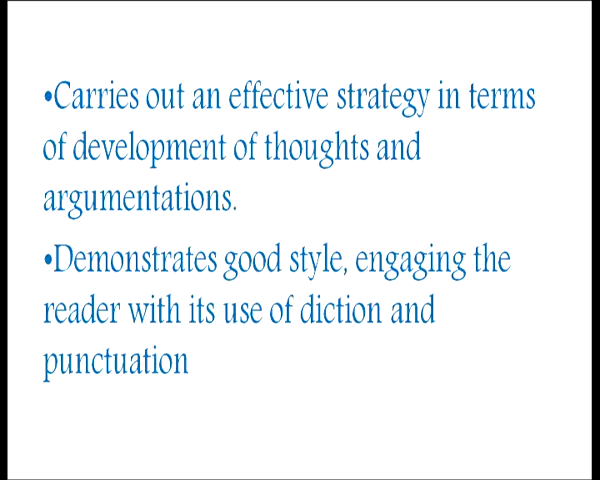 •Carries out an effective strategy in terms
of development of thoughts and
argumentations.
•Demonstrates good style, engaging the
reader with its use of diction and
punctuation